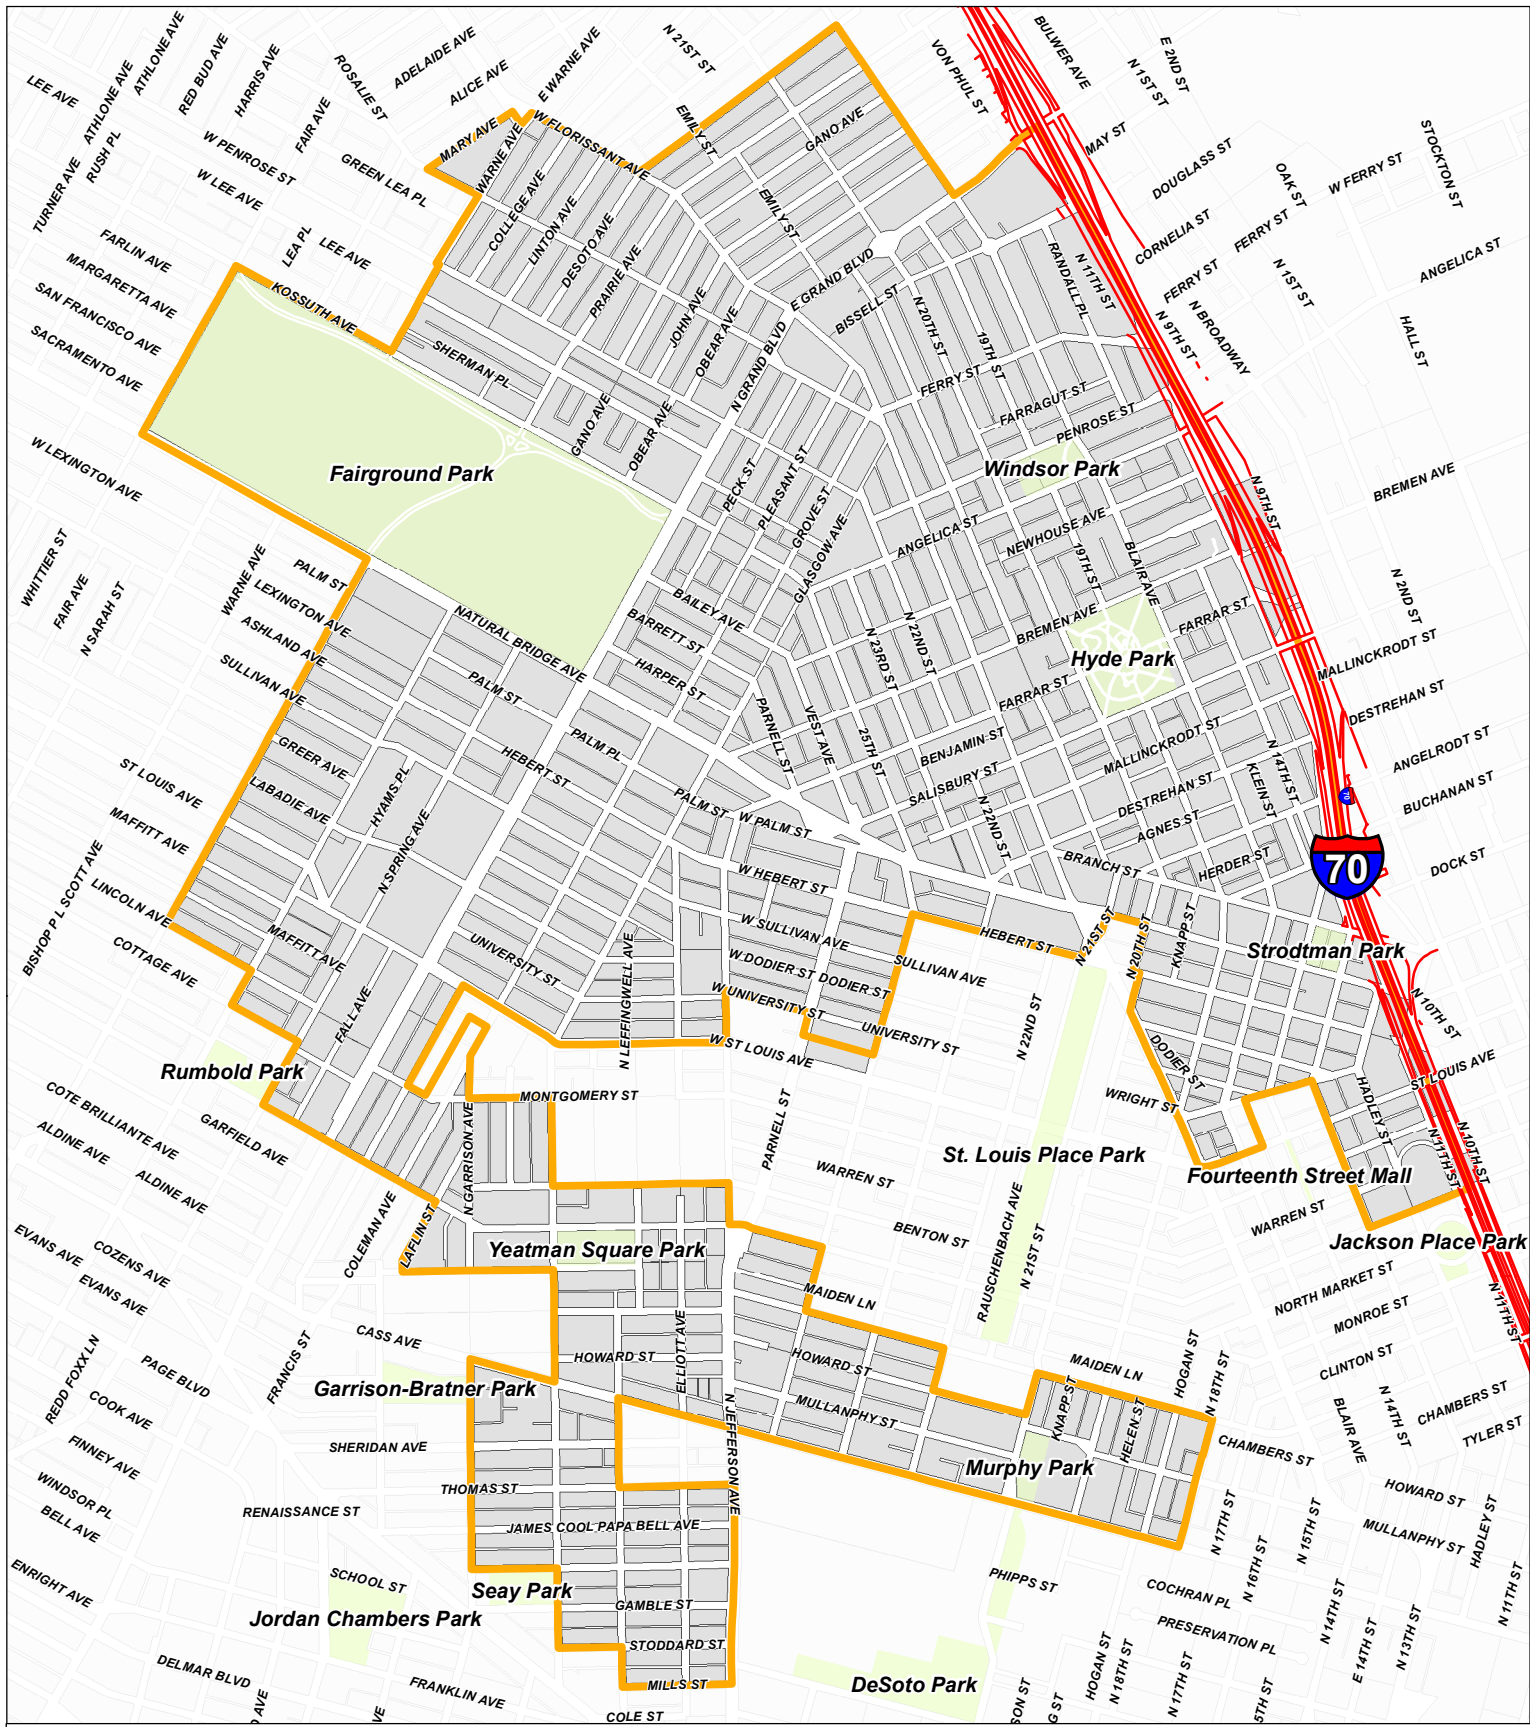 LEE AVE
ATHLONE AVE
ATHLONE AVE
RED BUD AVE
HARRIS AVE
ROSALIE ST
ADELAIDE AVE
ALICE AVE
E WARNE AVE
N 21ST ST
VON PHUL ST
BULWER AVE
E 2ND ST
N 1ST ST
RUSH PL
TURNER AVE
FAIR AVE
W PENROSE ST
W LEE AVE
GREEN LEA PL
MARY AVE
WARNE AVE
W FLORISSANT AVE
EMILY ST
GANO AVE
MAY ST
DOUGLASS ST
OAK ST
W FERRY ST
STOCKTON ST
FARLIN AVE
MARGARETTA AVE
SAN FRANCISCO AVE
SACRAMENTO AVE
LEA PL
LEE AVE
KOSSUTH AVE
COLLEGE AVE
LINTON AVE
DESOTO AVE
PRAIRIE AVE
EMILY ST
E GRAND BLVD
BISSELL ST
RANDALL PL
N 11TH ST
CORNELIA ST
FERRY ST
FERRY ST
N 1ST ST
ANGELICA ST
N 9TH ST
N BROADWAY
HALL ST
SHERMAN PL
JOHN AVE
OBEAR AVE
N GRAND BLVD
N 20TH ST
19TH ST
FERRY ST
FARRAGUT ST
PENROSE ST
GANO AVE
OBEAR AVE
Fairground Park
Windsor Park
W LEXINGTON AVE
PECK ST
PLEASANT ST
GROVE ST
GLASGOW AVE
ANGELICA ST
NEWHOUSE AVE
N 9TH ST
BREMEN AVE
WHITTIER ST
FAIR AVE
N SARAH ST
WARNE AVE
PALM ST
LEXINGTON AVE
ASHLAND AVE
SULLIVAN AVE
NATURAL BRIDGE AVE
BAILEY AVE
BARRETT ST
HARPER ST
19TH ST
BLAIR AVE
BREMEN AVE
FARRAR ST
N 2ND ST
N 23RD ST
N 22ND ST
Hyde Park
MALLINCKRODT ST
DESTREHAN ST
PALM ST
PARNELL ST
VEST AVE
25TH ST
FARRAR ST
BENJAMIN ST
SALISBURY ST
MALLINCKRODT ST
ANGELRODT ST
BUCHANAN ST
GREER AVE
LABADIE AVE
HYAMS PL
HEBERT ST
PALM PL
PALM ST
W PALM ST
N 22ND ST
DESTREHAN ST
AGNES ST
KLEIN ST
N 14TH ST
ST LOUIS AVE
MAFFITT AVE
N SPRING AVE
W HEBERT ST
BRANCH ST
HERDER ST
70
DOCK ST
BISHOP P L SCOTT AVE
LINCOLN AVE
COTTAGE AVE
MAFFITT AVE
UNIVERSITY ST
W SULLIVAN AVE
W DODIER ST
DODIER ST
SULLIVAN AVE
HEBERT ST
N 21ST ST
N 20TH ST
KNAPP ST
Strodtman Park
FALL AVE
N LEFFINGWELL AVE
W UNIVERSITY ST
UNIVERSITY ST
W ST LOUIS AVE
N 22ND ST
DODIER ST
N 10TH ST
ST LOUIS AVE
Rumbold Park
COTE BRILLIANTE AVE
ALDINE AVE
ALDINE AVE
GARFIELD AVE
MONTGOMERY ST
N GARRISON AVE
PARNELL ST
WRIGHT ST
HADLEY ST
N 11TH ST
N 10TH ST
St. Louis Place Park
Fourteenth Street Mall
WARREN ST
BENTON ST
RAUSCHENBACH AVE
N 21ST ST
WARREN ST
Jackson Place Park
EVANS AVE
COZENS AVE
EVANS AVE
COLEMAN AVE
LAFLIN ST
Yeatman Square Park
MAIDEN LN
NORTH MARKET ST
MONROE ST
N 11TH ST
REDD FOXX LN
PAGE BLVD
FRANCIS ST
CASS AVE
HOWARD ST
ELLIOTT AVE
HOWARD ST
MAIDEN LN
HOGAN ST
N 18TH ST
CLINTON ST
Garrison-Bratner Park
COOK AVE
FINNEY AVE
SHERIDAN AVE
N JEFFERSON AVE
MULLANPHY ST
KNAPP ST
HELEN ST
CHAMBERS ST
BLAIR AVE
N 14TH ST
CHAMBERS ST
TYLER ST
Murphy Park
WINDSOR PL
BELL AVE
THOMAS ST
RENAISSANCE ST
JAMES COOL PAPA BELL AVE
N 17TH ST
N 16TH ST
N 15TH ST
HOWARD ST
MULLANPHY ST
HADLEY ST
ENRIGHT AVE
SCHOOL ST
Seay Park
Jordan Chambers Park
GAMBLE ST
STODDARD ST
PHIPPS ST
COCHRAN PL
PRESERVATION PL
N 14TH ST
E 14TH ST
N 13TH ST
N 11TH ST
DELMAR BLVD
FRANKLIN AVE
MILLS ST
COLE ST
DeSoto Park
HOGAN ST
N 18TH ST
N 17TH ST
D AVE
VE
SON ST
G ST
5TH ST